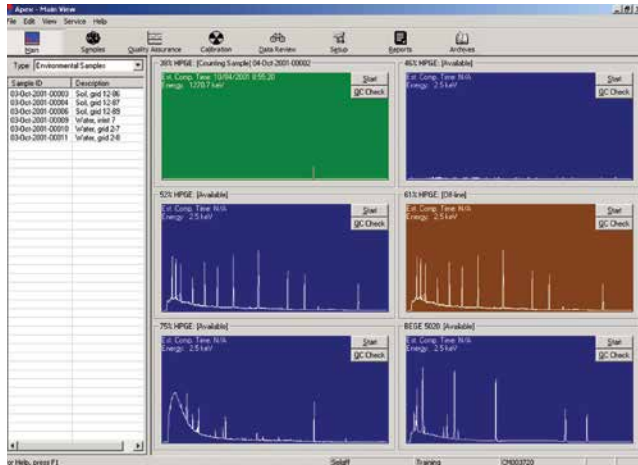 Apex - Main View
File Edit View Service Help
Main Samples Quality Assurance Calibration Data Review Setup Reports Archives
Type: Environmental Samples
Sample ID Description
03-Oct-2001-00003 Soil, grid 12-86
03-Oct-2001-00004 Soil, grid 12-87
03-Oct-2001-00006 Soil, grid 12-89
03-Oct-2001-00009 Water, inlet 7
03-Oct-2001-00010 Water, grid 2-7
03-Oct-2001-00011 Water, grid 2-8
38% HPGE: [Counting Sample] 04-Oct-2001-00002
Est. Comp. Time: 10/04/2001 8:55:20
Energy: 1270.7 keV
Start
QC Check
46% HPGE: [Available]
Est. Comp. Time: N/A
Energy: 2.5 keV
Start
QC Check
52% HPGE: [Available]
Est. Comp. Time: N/A
Energy: 2.5 keV
Start
QC Check
61% HPGE: [Off-line]
Est. Comp. Time: N/A
Energy: 2.5 keV
Start
QC Check
75% HPGE: [Available]
Est. Comp. Time: N/A
Energy: 2.5 keV
Start
QC Check
BEGE 5020: [Available]
Est. Comp. Time: N/A
Energy: 2.5 keV
Start
QC Check
or Help, press F1 Training CM003720